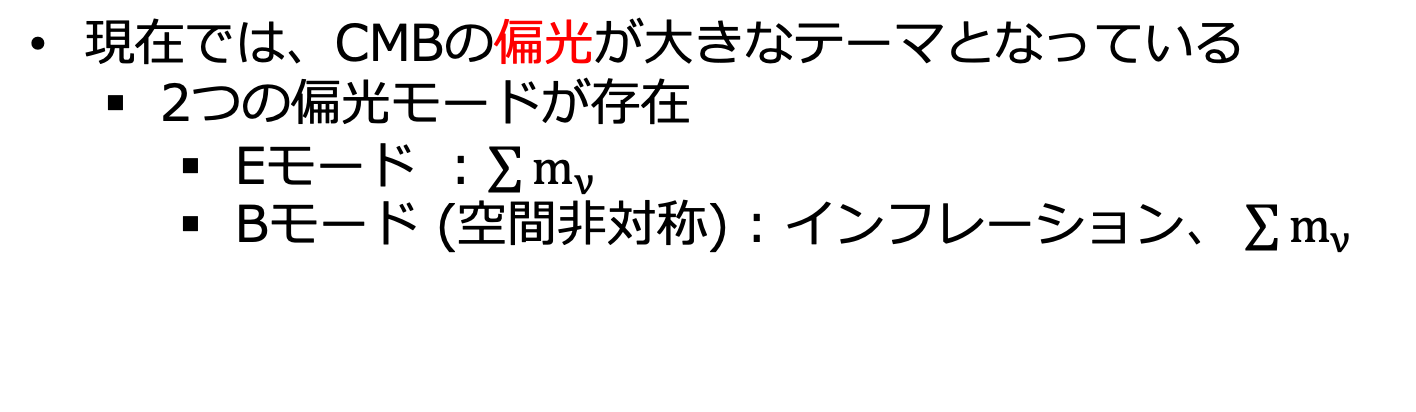 • 現在では、CMBの偏光が大きなテーマとなっている
▪ 2つの偏光モードが存在
▪ Eモード ：∑ mν
▪ Bモード (空間非対称)：インフレーション、∑ mν